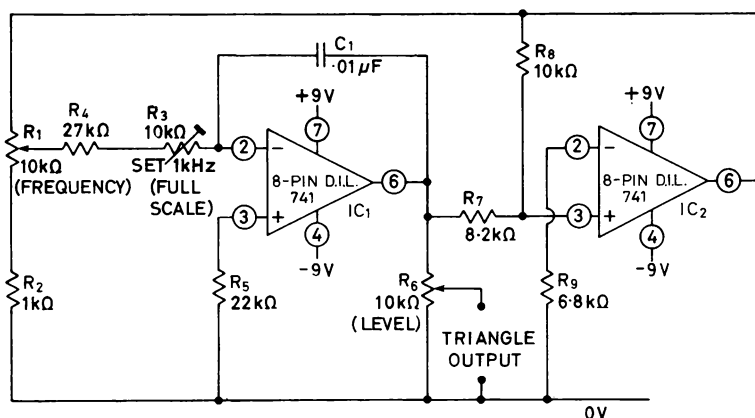 C₁
.01µF
R₈
10kΩ
+9V
+9V
R₄
27kΩ
R₃
10kΩ
R₁
10kΩ
(FREQUENCY)
SET 1kHz
(FULL
SCALE)
2
−
7
8-PIN D.I.L.
741
6
IC₁
3
+
4
−9V
R₇
8·2kΩ
2
−
7
8-PIN D.I.L.
741
6
IC₂
3
+
4
−9V
R₂
1kΩ
R₅
22kΩ
R₆
10kΩ
(LEVEL)
TRIANGLE
OUTPUT
R₉
6·8kΩ
0V